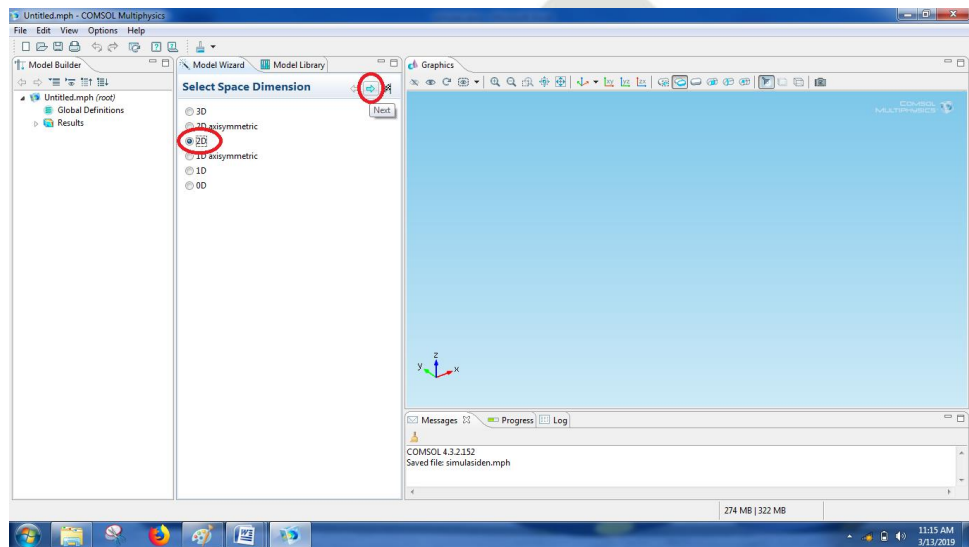 Untitled.mph - COMSOL Multiphysics
File Edit View Options Help
Model Builder
Untitled.mph (root)
Global Definitions
Results
Model Wizard
Model Library
Select Space Dimension
Next
3D
2D axisymmetric
2D
1D axisymmetric
1D
0D
Graphics
COMSOL
MULTIPHYSICS
z
y
x
Messages
Progress
Log
COMSOL 4.3.2.152
Saved file: simulasiden.mph
274 MB | 322 MB
11:15 AM
3/13/2019